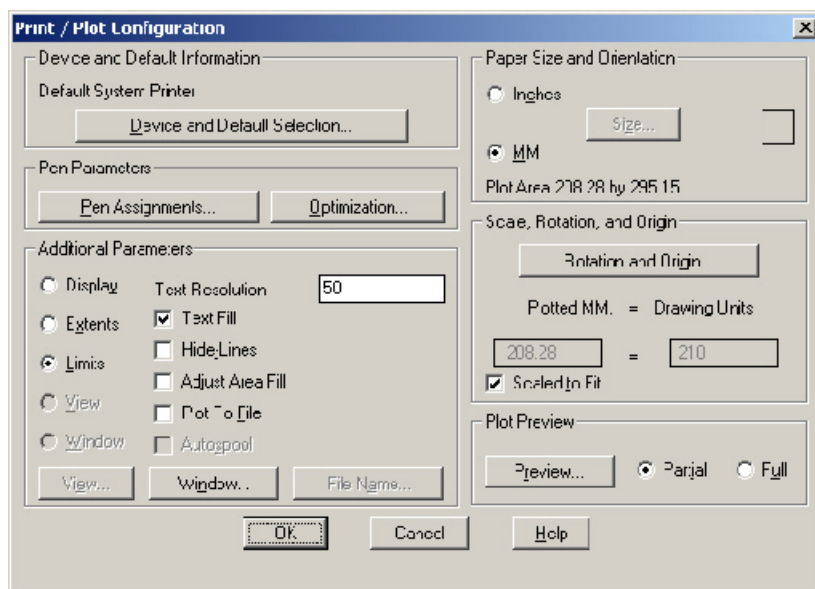 Print / Plot Configuration
Device and Default Information
Default System Printer
Device and Default Selection...
Pen Parameters
Pen Assignments...
Optimization...
Additional Parameters
Display
Extents
Limits
View
Window
Text Resolution
50
Text Fill
Hide-Lines
Adjust Area Fill
Plot To File
Autospool
View...
Window...
File Name...
Paper Size and Orientation
Inches
Size...
MM
Plot Area 208.28 by 295.15
Scale, Rotation, and Origin
Rotation and Origin
Plotted MM. = Drawing Units
208.28 = 210
Scaled to Fit
Plot Preview
Preview...
Partial
Full
OK
Cancel
Help